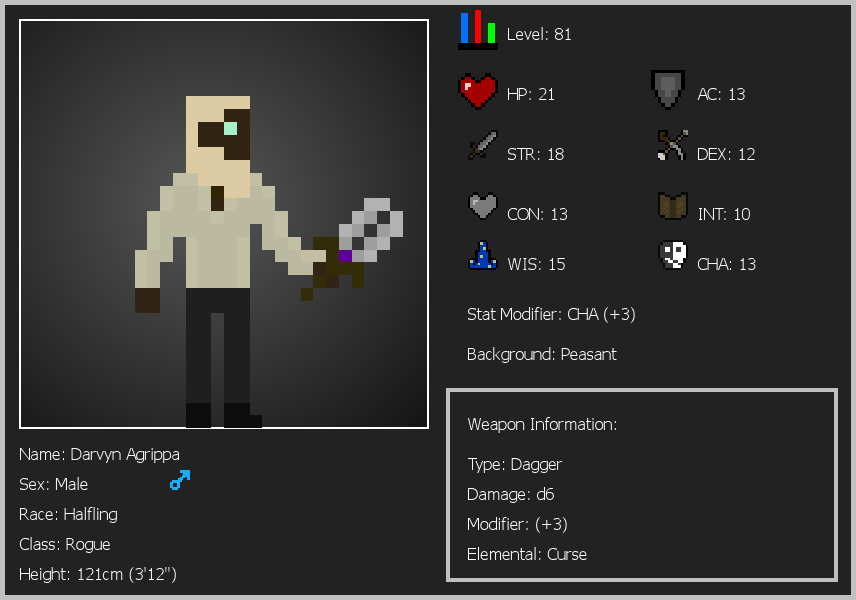 Level: 81
HP: 21
AC: 13
STR: 18
DEX: 12
CON: 13
INT: 10
WIS: 15
CHA: 13
Stat Modifier: CHA (+3)
Background: Peasant
Weapon Information:
Type: Dagger
Damage: d6
Modifier: (+3)
Elemental: Curse
Name: Darvyn Agrippa
Sex: Male
Race: Halfling
Class: Rogue
Height: 121cm (3'12")